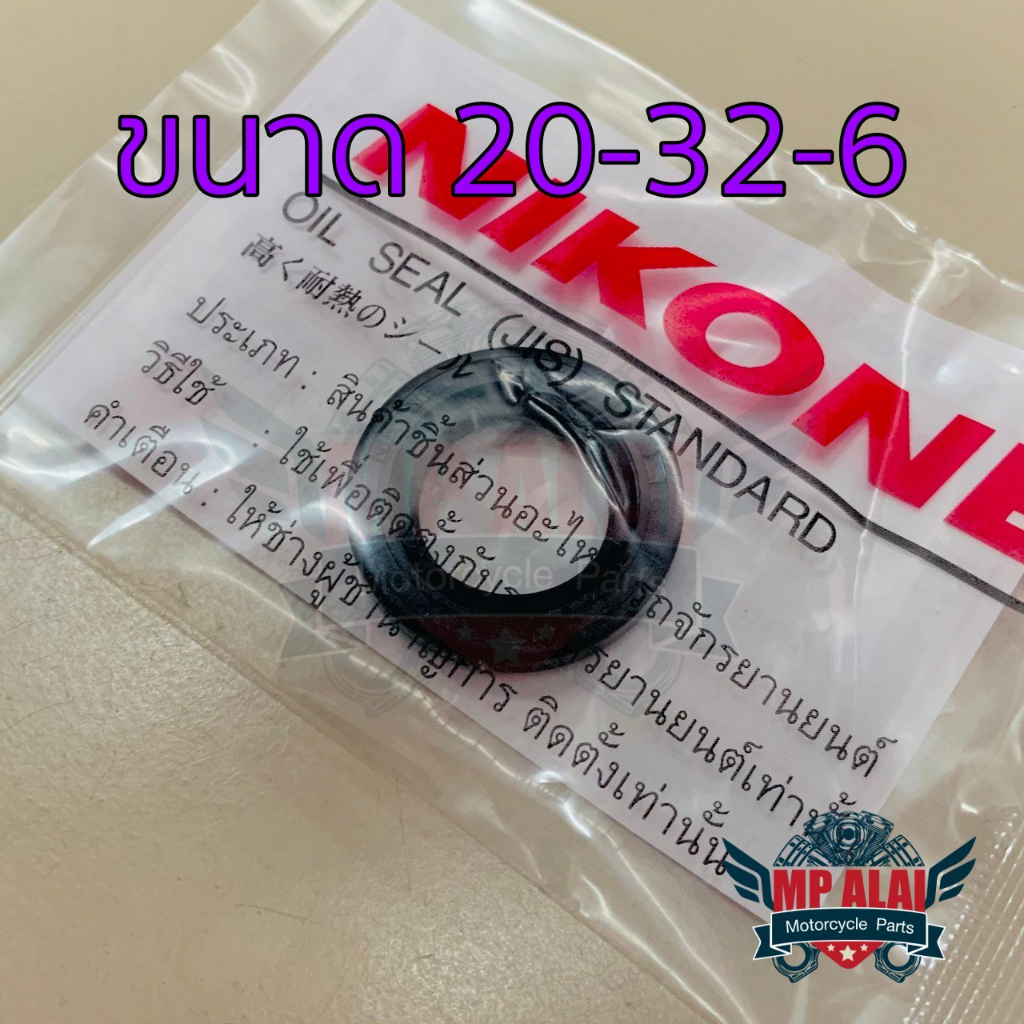 ขนาด 20-32-6
NIKONE
OIL SEAL (JIS) STANDARD
高く耐熱のシール
ประเภท : สินค้าชิ้นส่วนอะไหล่รถจักรยานยนต์
วิธีใช้ : ใช้เพื่อติดตั้งกับรถจักรยานยนต์เท่านั้น
คำเตือน : ให้ช่างผู้ชำนาญการ ติดตั้งเท่านั้น
Motorcycle Parts
MP ALAI
Motorcycle Parts